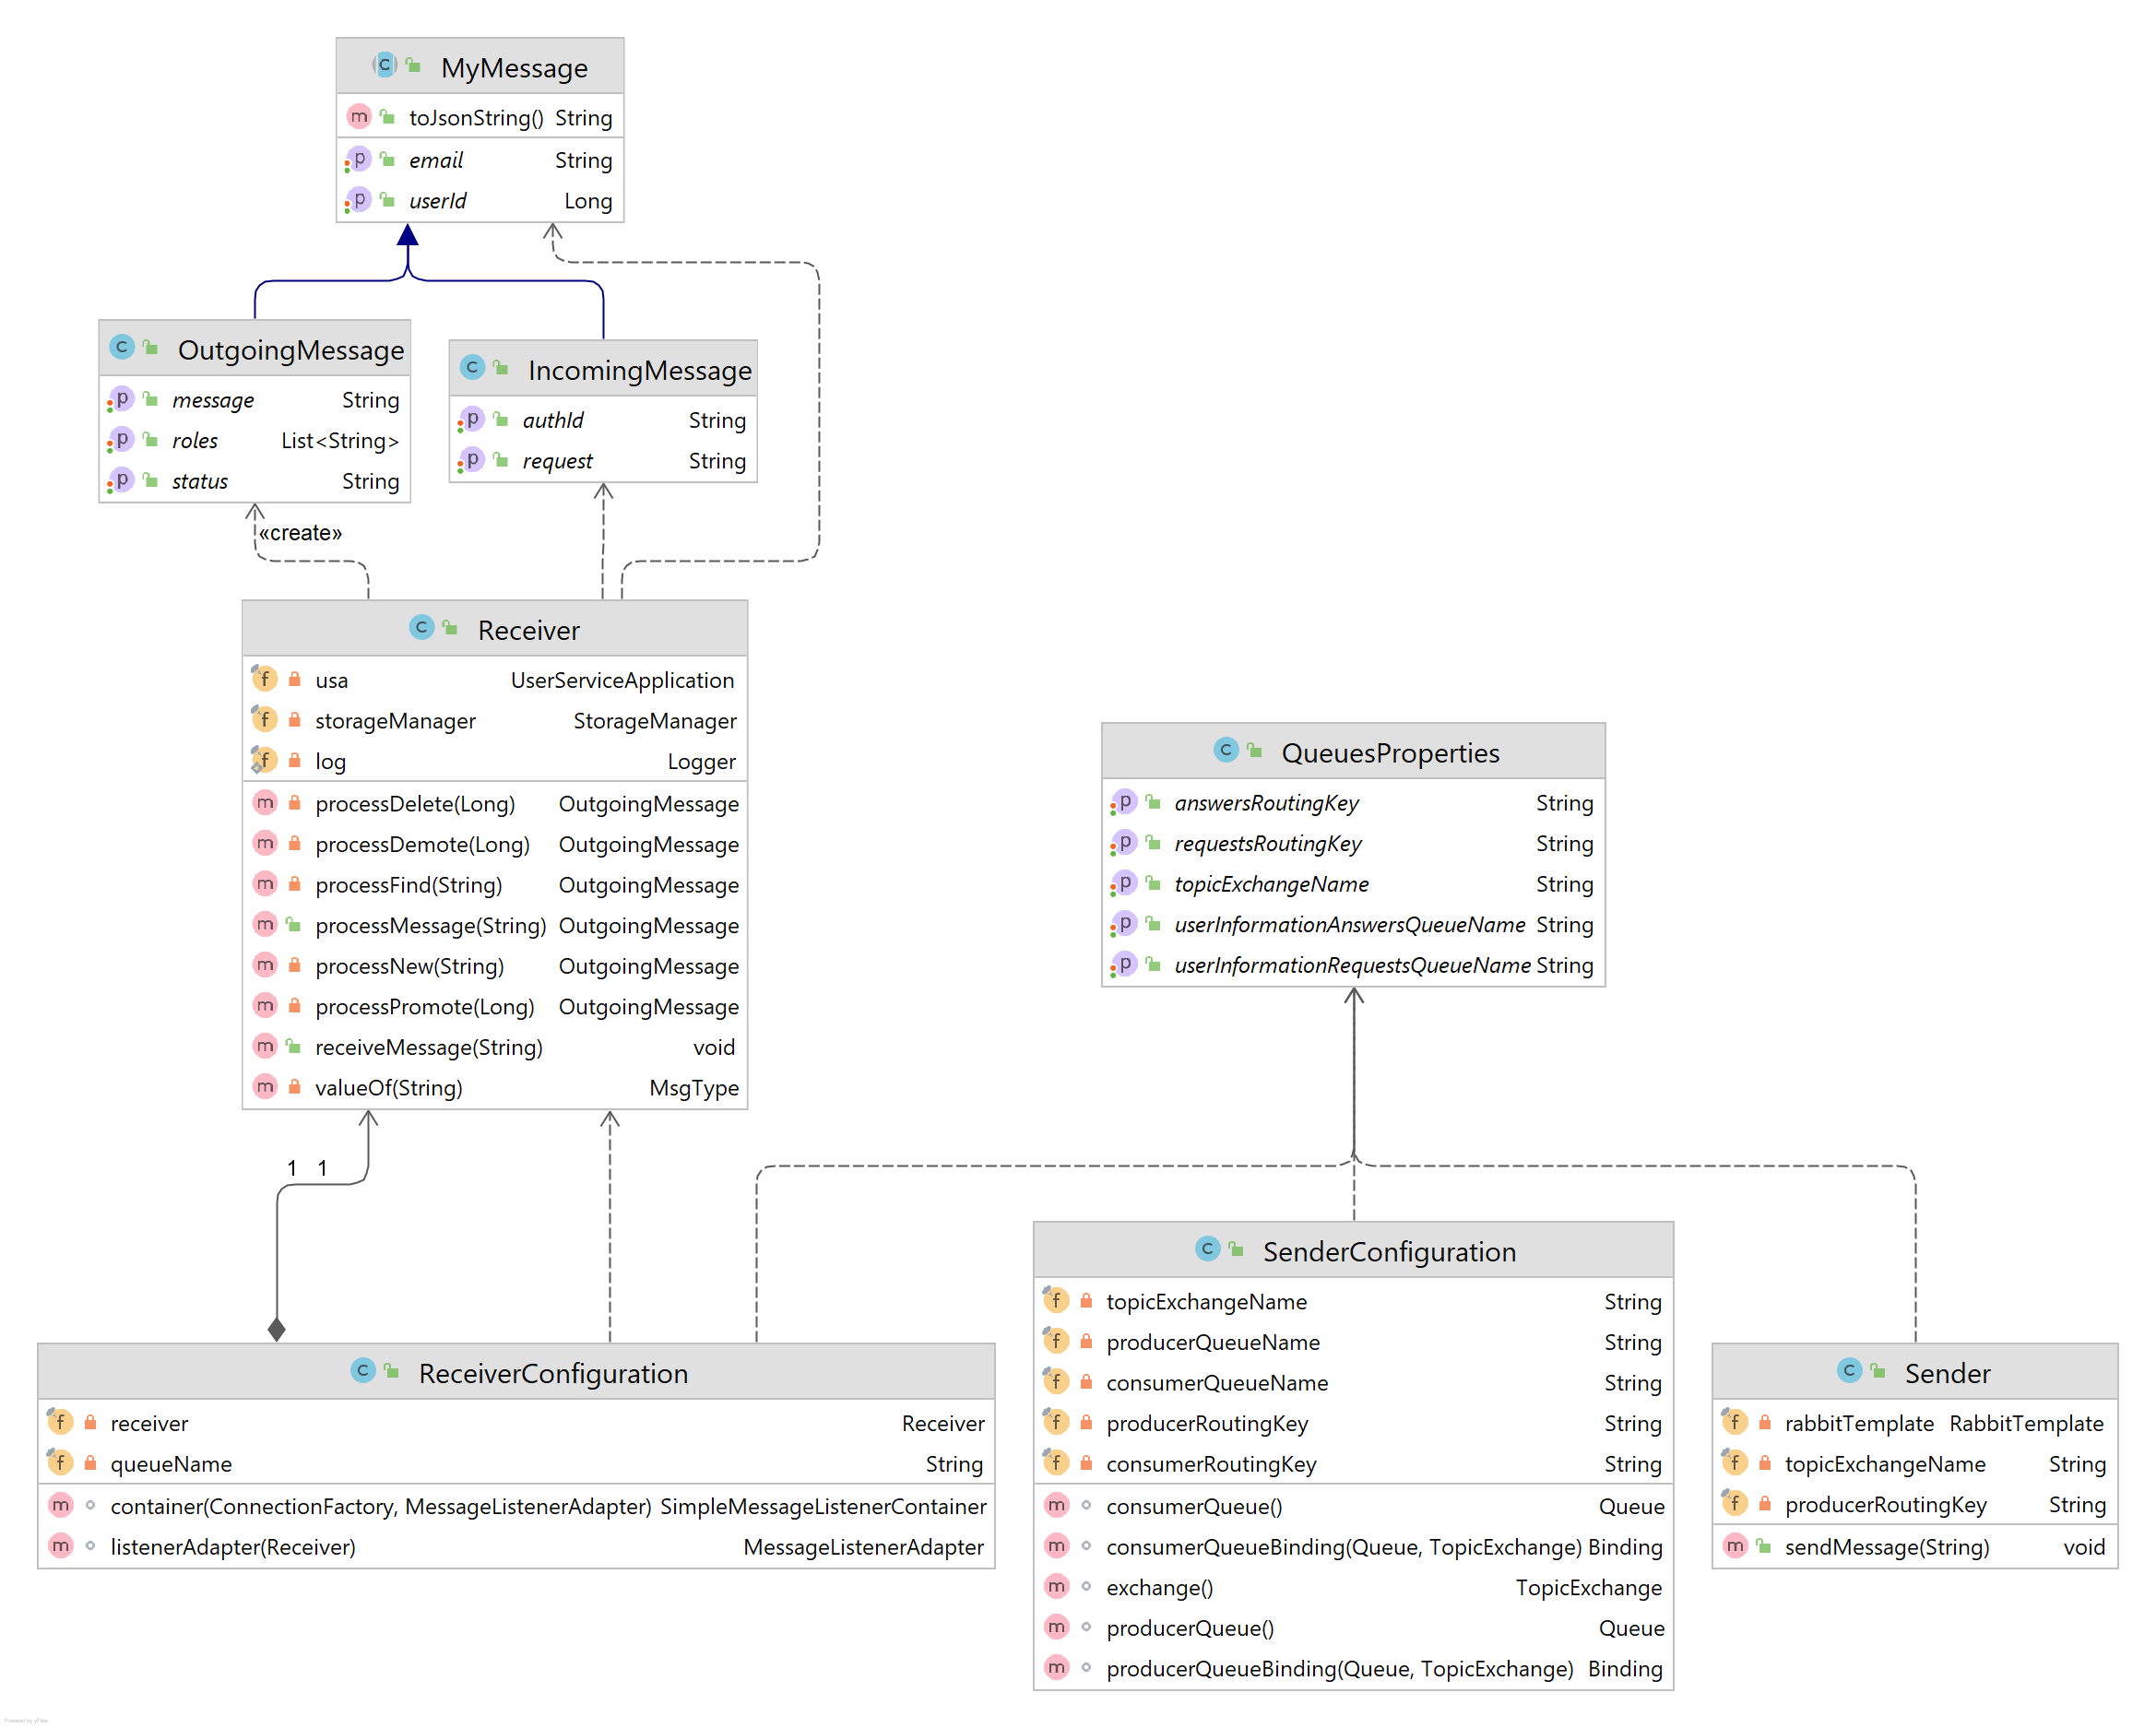 MyMessage
toJsonString() String
email String
userId Long
OutgoingMessage
message String
roles List<String>
status String
IncomingMessage
authId String
request String
«create»
Receiver
usa UserServiceApplication
storageManager StorageManager
log Logger
processDelete(Long) OutgoingMessage
processDemote(Long) OutgoingMessage
processFind(String) OutgoingMessage
processMessage(String) OutgoingMessage
processNew(String) OutgoingMessage
processPromote(Long) OutgoingMessage
receiveMessage(String) void
valueOf(String) MsgType
QueuesProperties
answersRoutingKey String
requestsRoutingKey String
topicExchangeName String
userInformationAnswersQueueName String
userInformationRequestsQueueName String
1 1
ReceiverConfiguration
receiver Receiver
queueName String
container(ConnectionFactory, MessageListenerAdapter) SimpleMessageListenerContainer
listenerAdapter(Receiver) MessageListenerAdapter
SenderConfiguration
topicExchangeName String
producerQueueName String
consumerQueueName String
producerRoutingKey String
consumerRoutingKey String
consumerQueue() Queue
consumerQueueBinding(Queue, TopicExchange) Binding
exchange() TopicExchange
producerQueue() Queue
producerQueueBinding(Queue, TopicExchange) Binding
Sender
rabbitTemplate RabbitTemplate
topicExchangeName String
producerRoutingKey String
sendMessage(String) void
Powered by yFiles